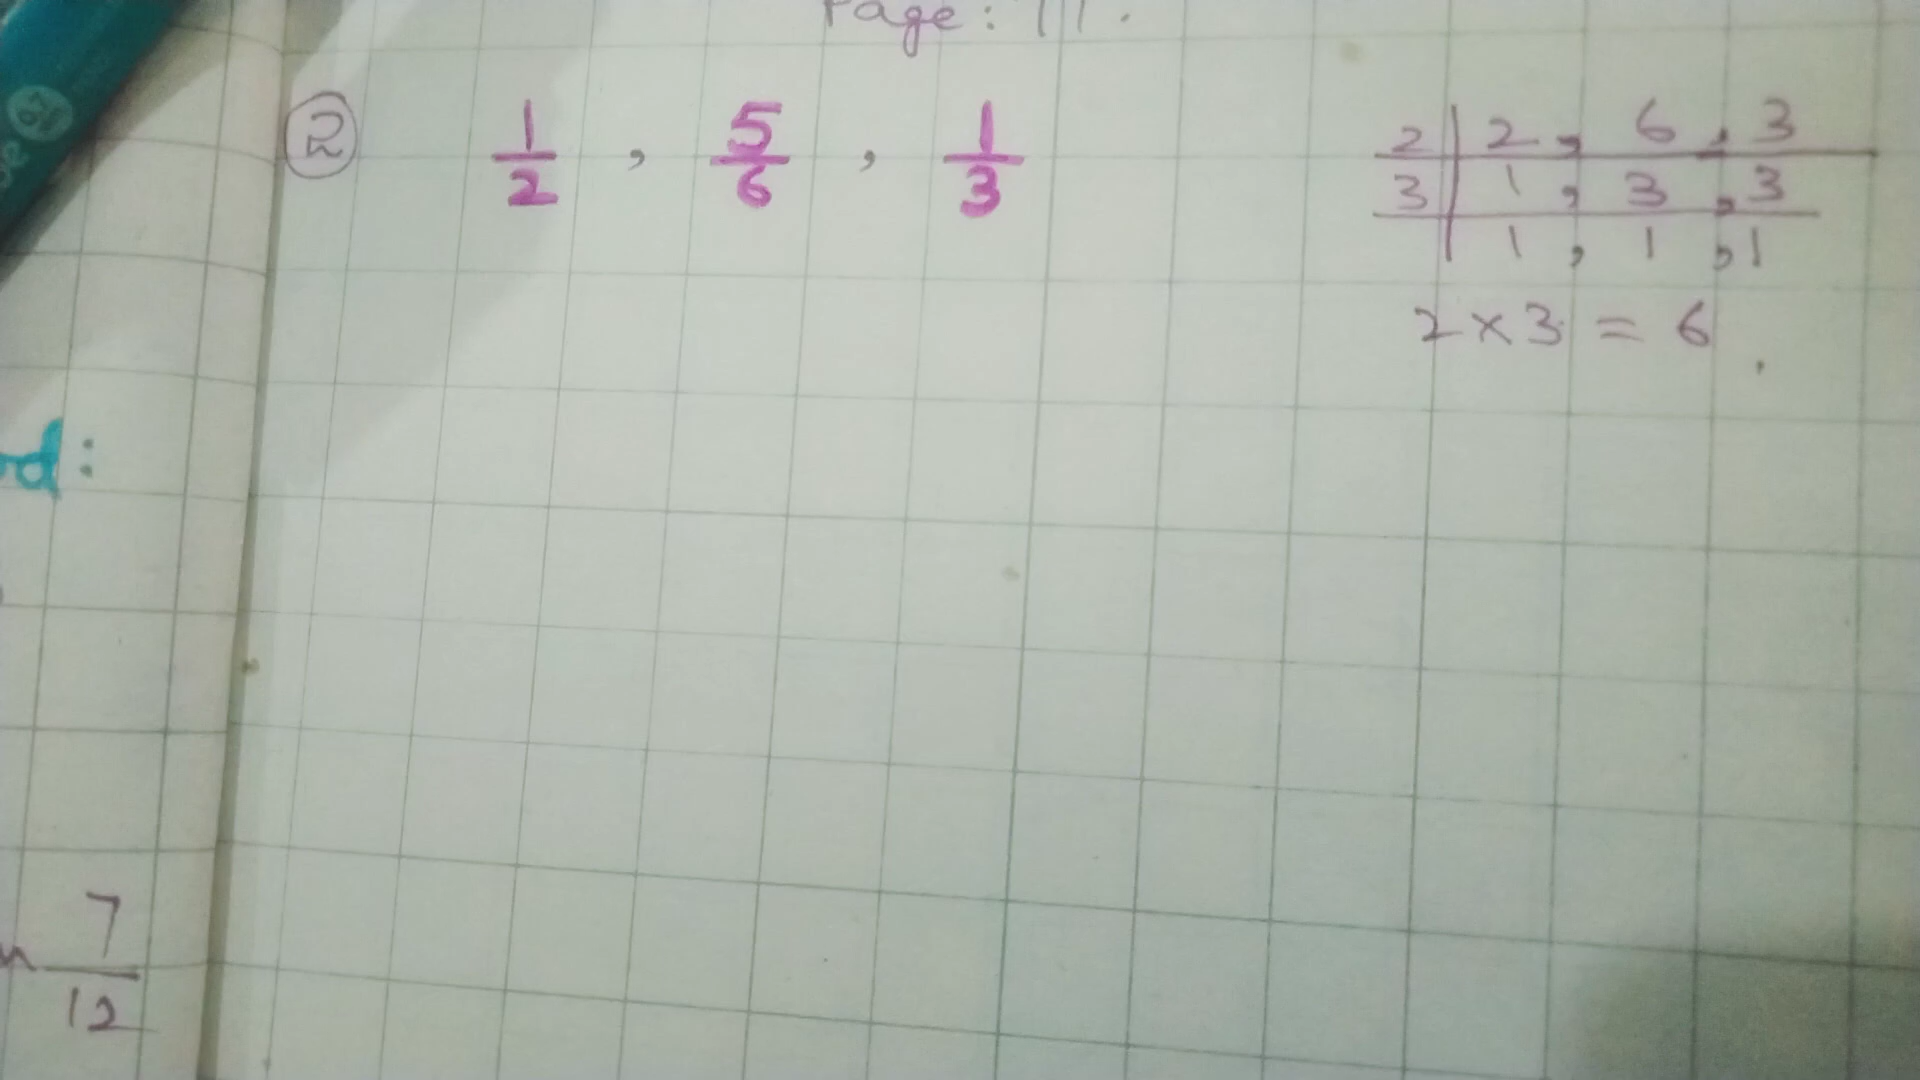 Page: 111.
2 1/2 , 5/6 , 1/3
2 | 2 , 6 , 3
3 | 1 , 3 , 3
1 , 1 , 1
2 × 3 = 6.
d:
7/12